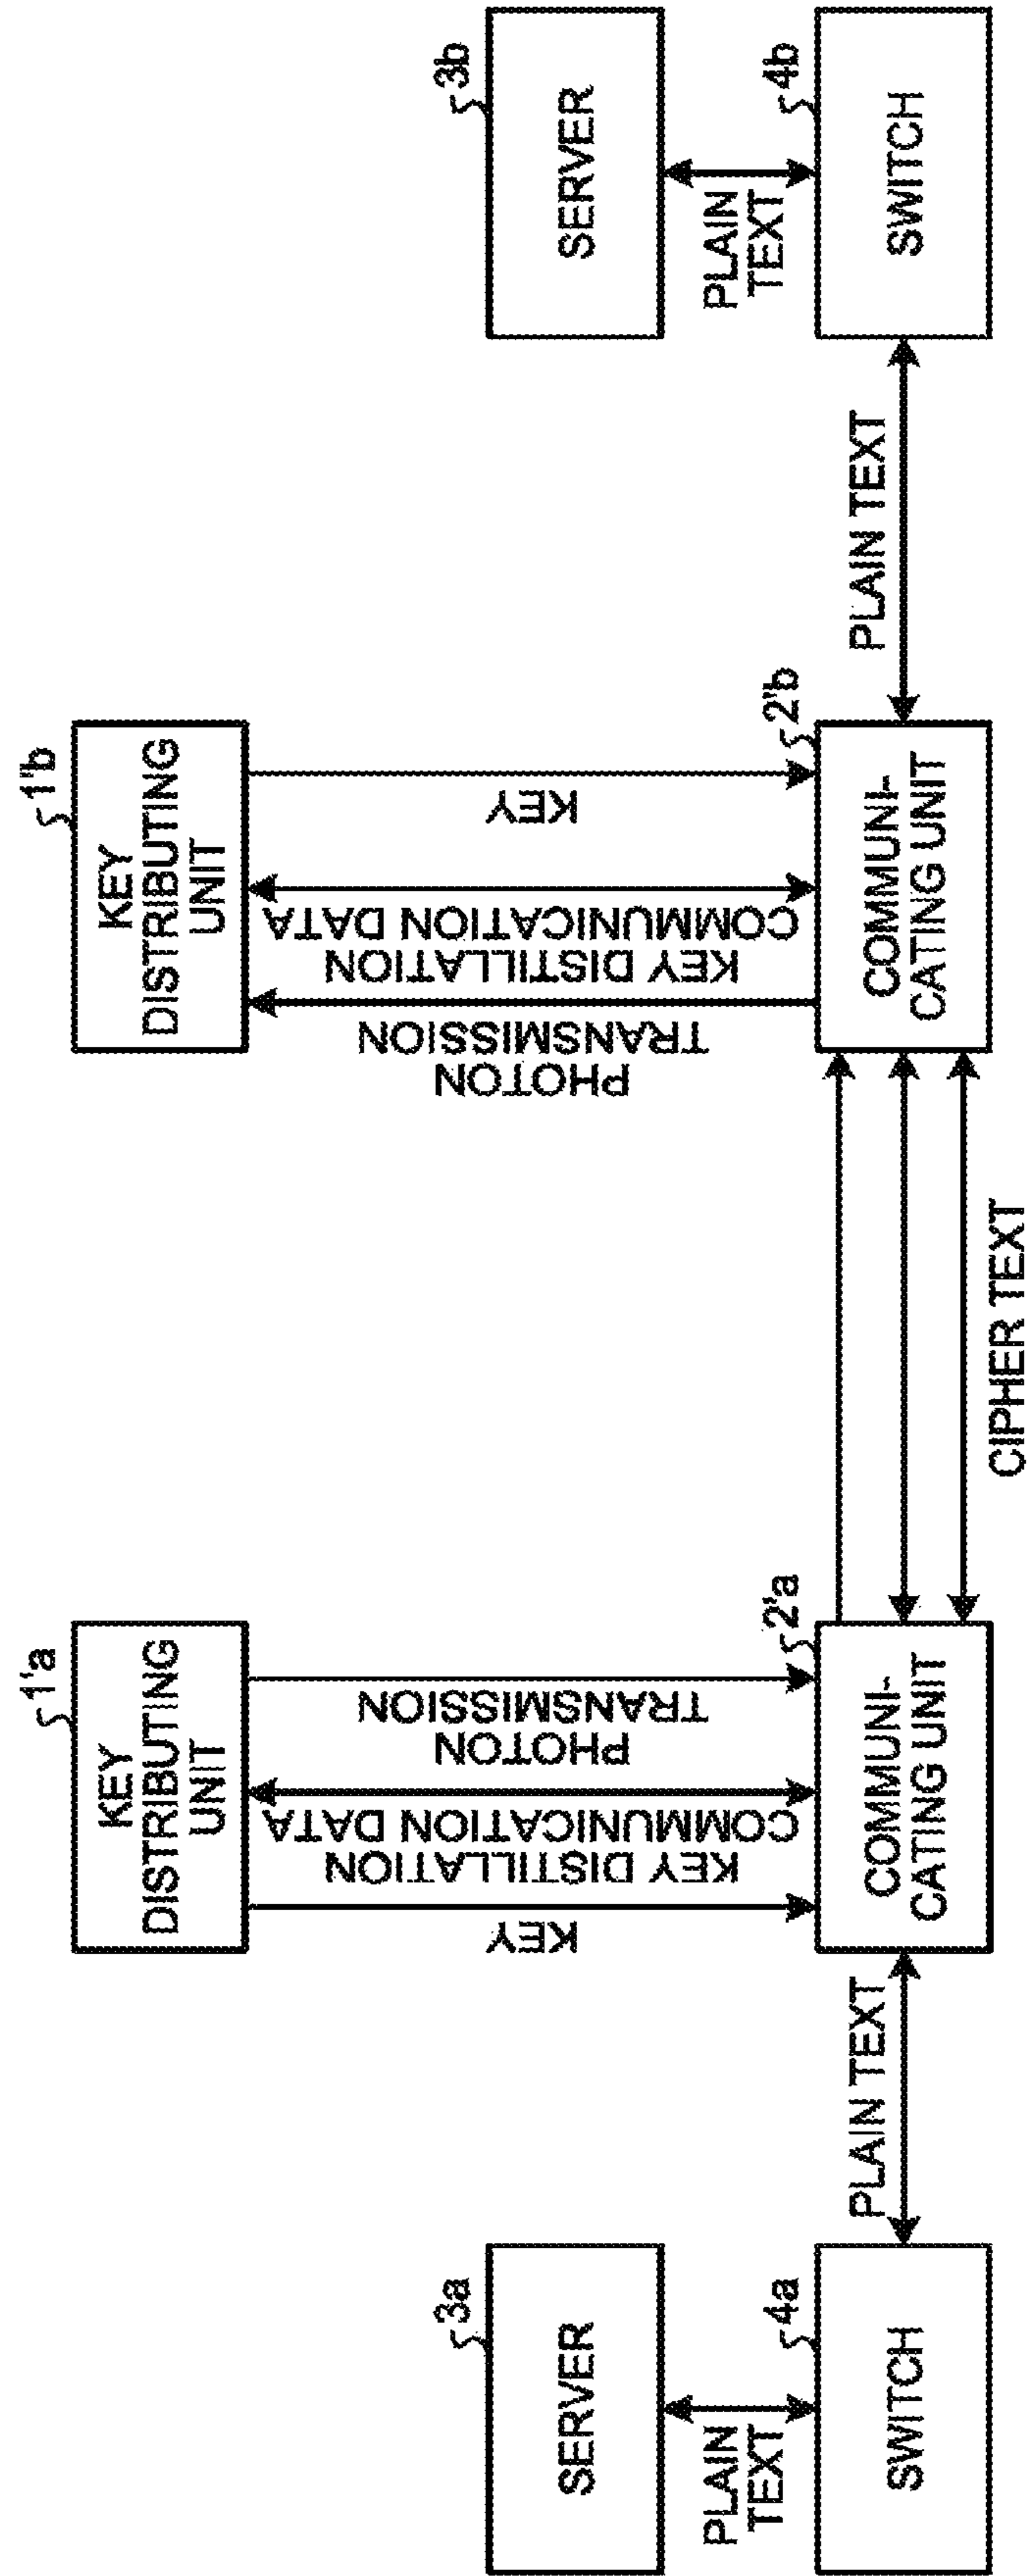 1'a
KEY
DISTRIBUTING
UNIT
1'b
KEY
DISTRIBUTING
UNIT
3a
SERVER
3b
SERVER
KEY
KEY DISTILLATION
COMMUNICATION DATA
PHOTON
TRANSMISSION
PHOTON
TRANSMISSION
KEY DISTILLATION
COMMUNICATION DATA
KEY
PLAIN
TEXT
PLAIN
TEXT
4a
SWITCH
PLAIN TEXT
2'a
COMMUNI-
CATING UNIT
2'b
COMMUNI-
CATING UNIT
PLAIN TEXT
4b
SWITCH
CIPHER TEXT